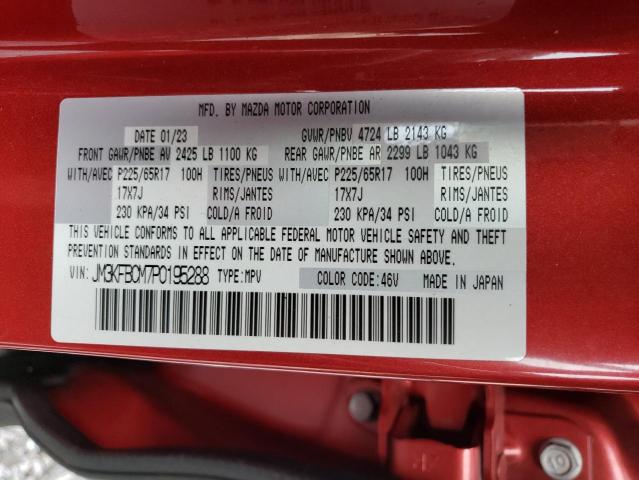 MFD. BY MAZDA MOTOR CORPORATION
DATE 01/23 GVWR/PNBV 4724 LB 2143 KG
FRONT GAWR/PNBE AV 2425 LB 1100 KG REAR GAWR/PNBE AR 2299 LB 1043 KG
WITH/AVEC P225/65R17 100H TIRES/PNEUS WITH/AVEC P225/65R17 100H TIRES/PNEUS
17X7J RIMS/JANTES 17X7J RIMS/JANTES
230 KPA/34 PSI COLD/A FROID 230 KPA/34 PSI COLD/A FROID
THIS VEHICLE CONFORMS TO ALL APPLICABLE FEDERAL MOTOR VEHICLE SAFETY AND THEFT
PREVENTION STANDARDS IN EFFECT ON THE DATE OF MANUFACTURE SHOWN ABOVE.
VIN: JM3KFBCM7P0195288 TYPE: MPV COLOR CODE: 46V MADE IN JAPAN
10